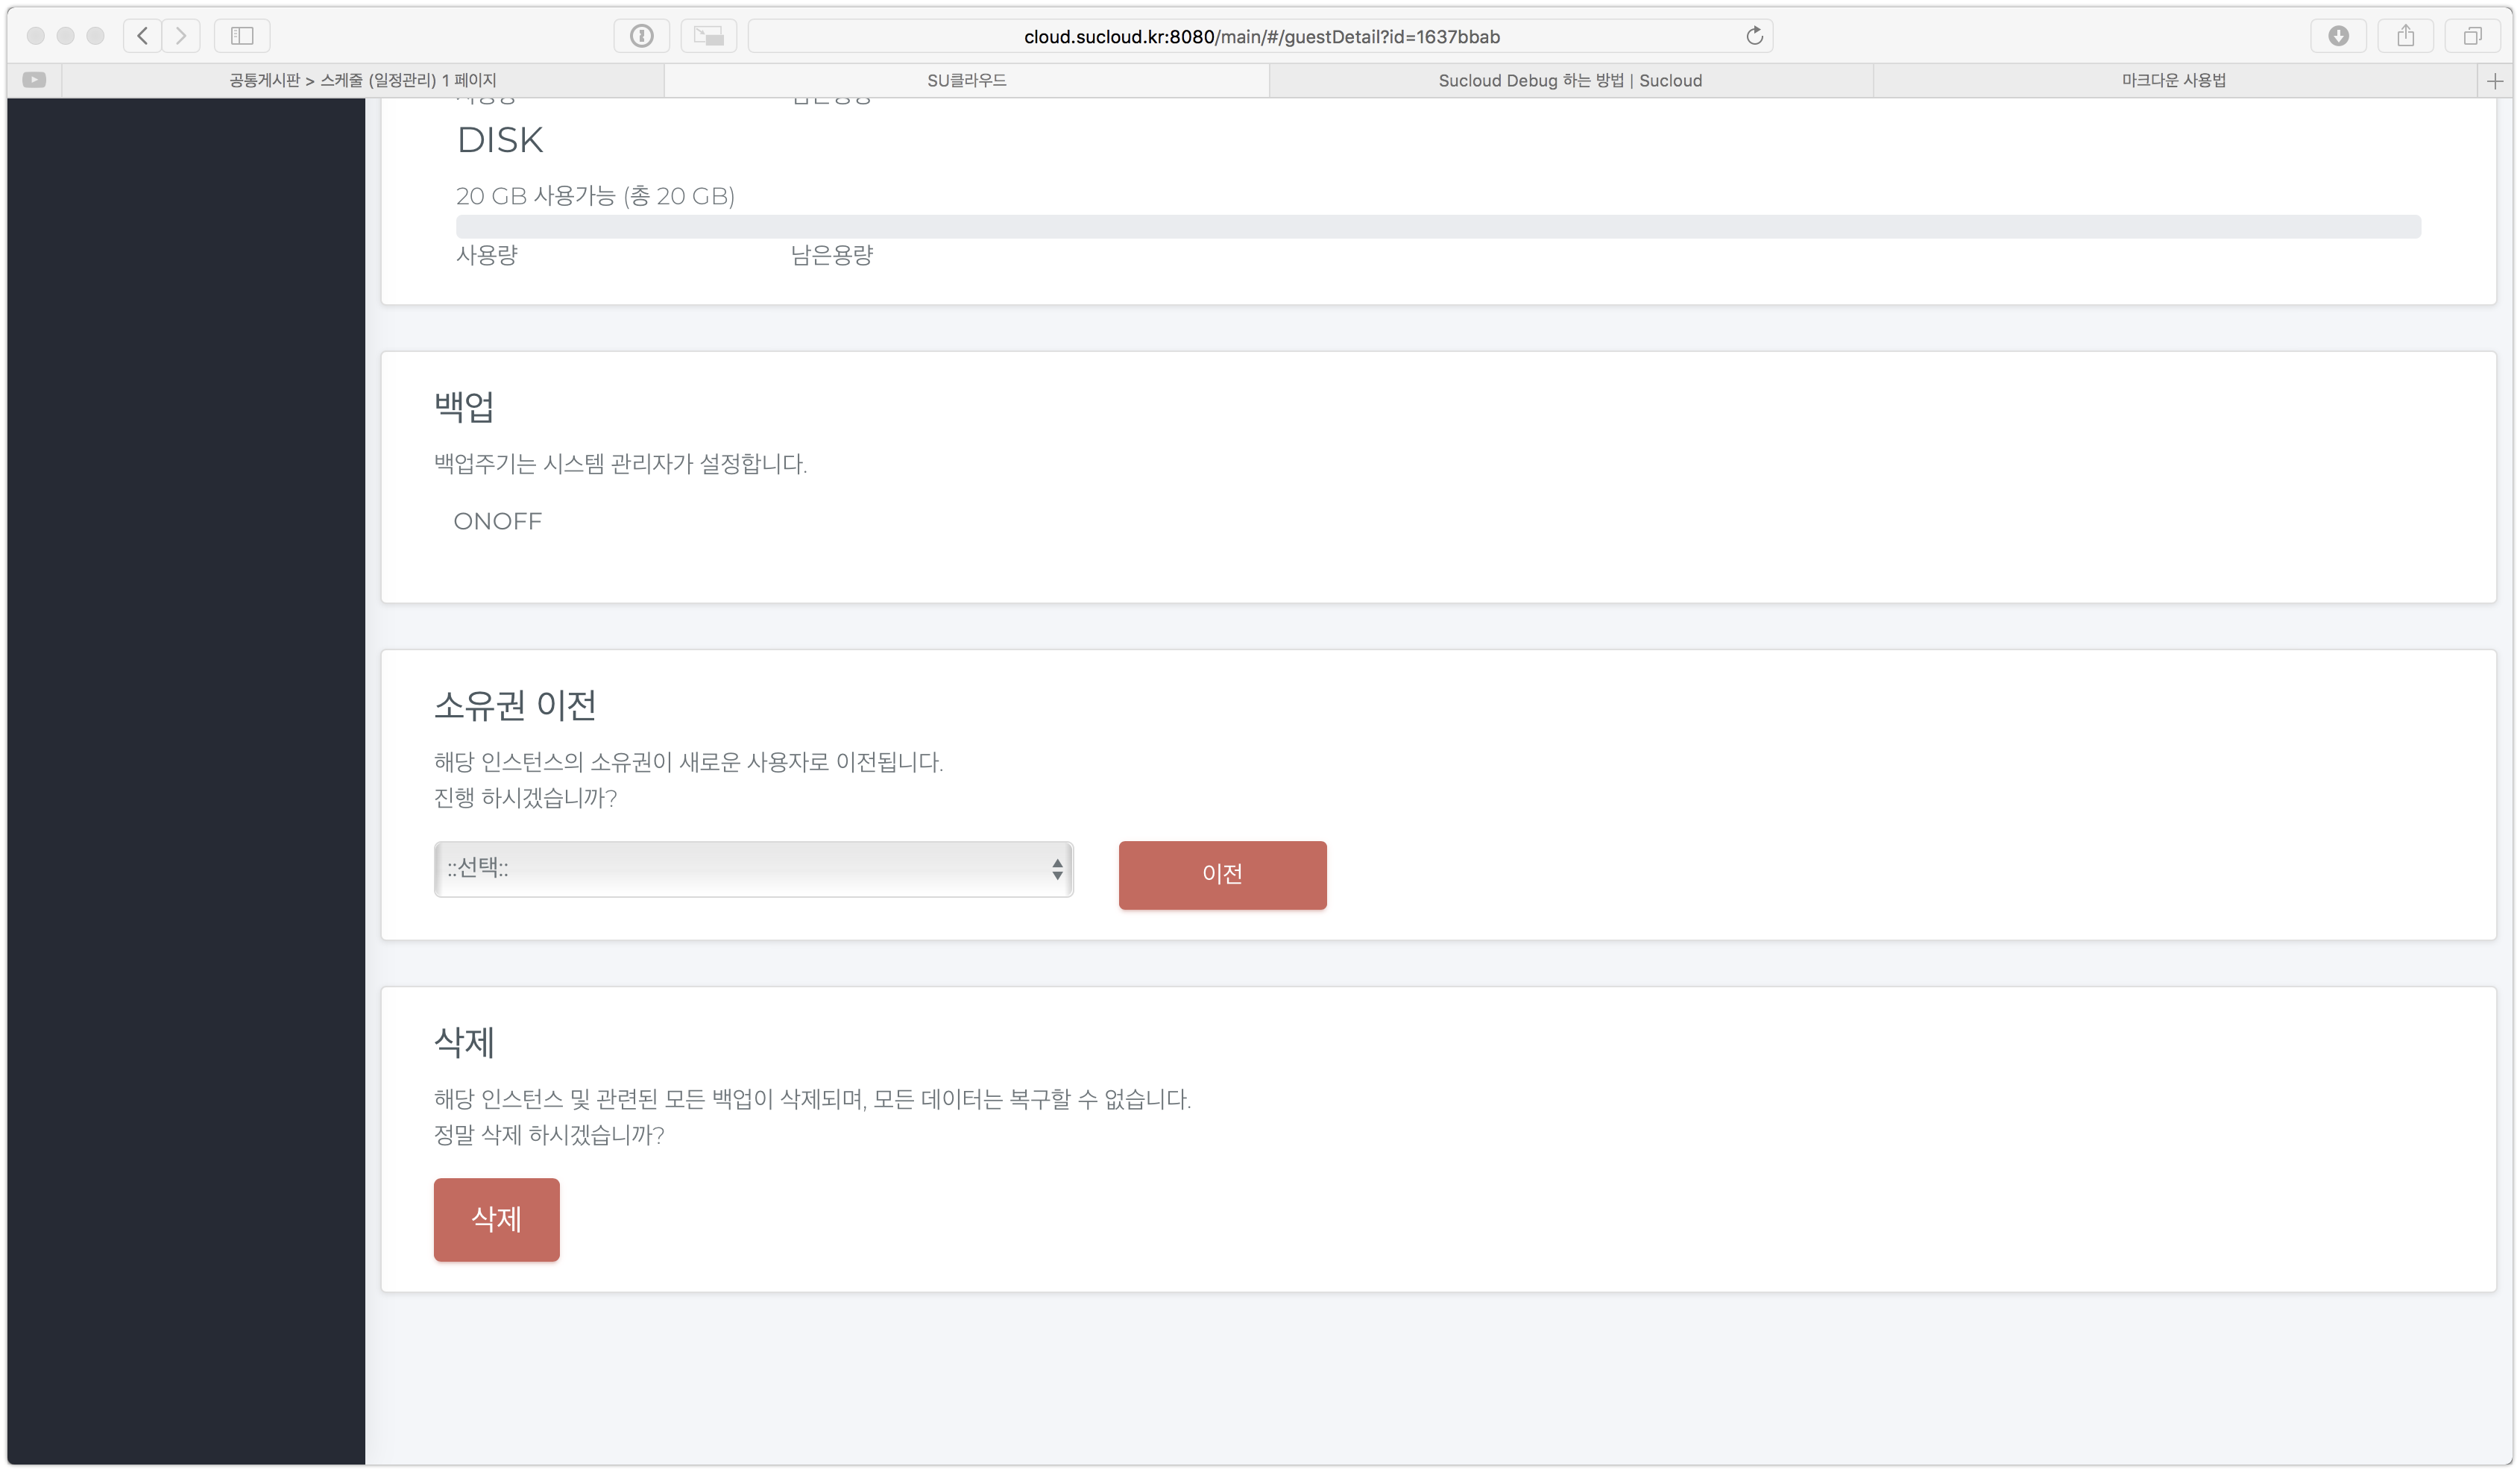 cloud.sucloud.kr:8080/main/#/guestDetail?id=1637bbab
공통게시판 > 스케줄 (일정관리) 1 페이지
SU클라우드
Sucloud Debug 하는 방법 | Sucloud
마크다운 사용법
DISK
20 GB 사용가능 (총 20 GB)
사용량 남은용량
백업
백업주기는 시스템 관리자가 설정합니다.
ONOFF
소유권 이전
해당 인스턴스의 소유권이 새로운 사용자로 이전됩니다.
진행 하시겠습니까?
::선택:: 이전
삭제
해당 인스턴스 및 관련된 모든 백업이 삭제되며, 모든 데이터는 복구할 수 없습니다.
정말 삭제 하시겠습니까?
삭제